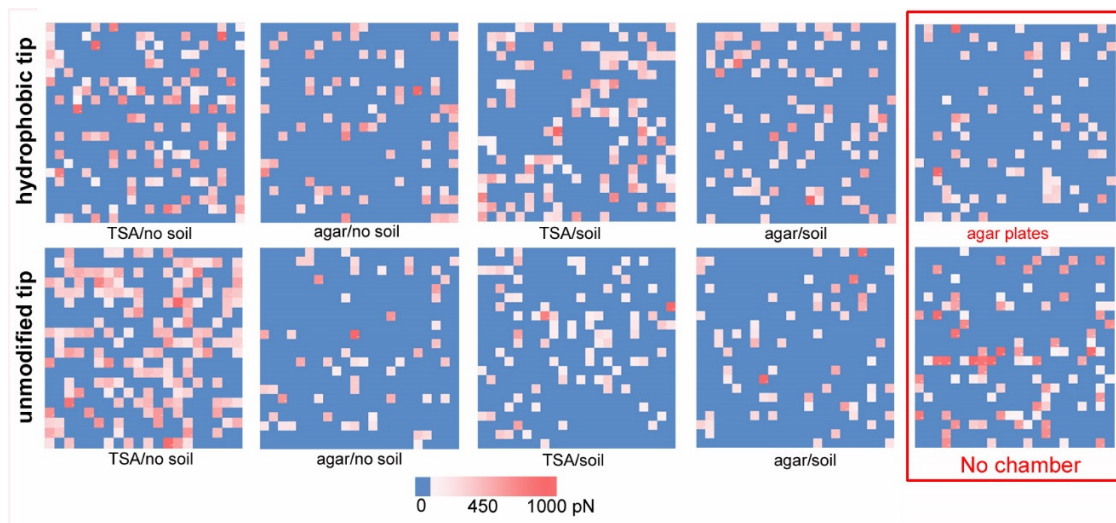 hydrophobic tip
TSA/no soil
agar/no soil
TSA/soil
agar/soil
agar plates
unmodified tip
TSA/no soil
agar/no soil
TSA/soil
agar/soil
No chamber
0 450 1000 pN